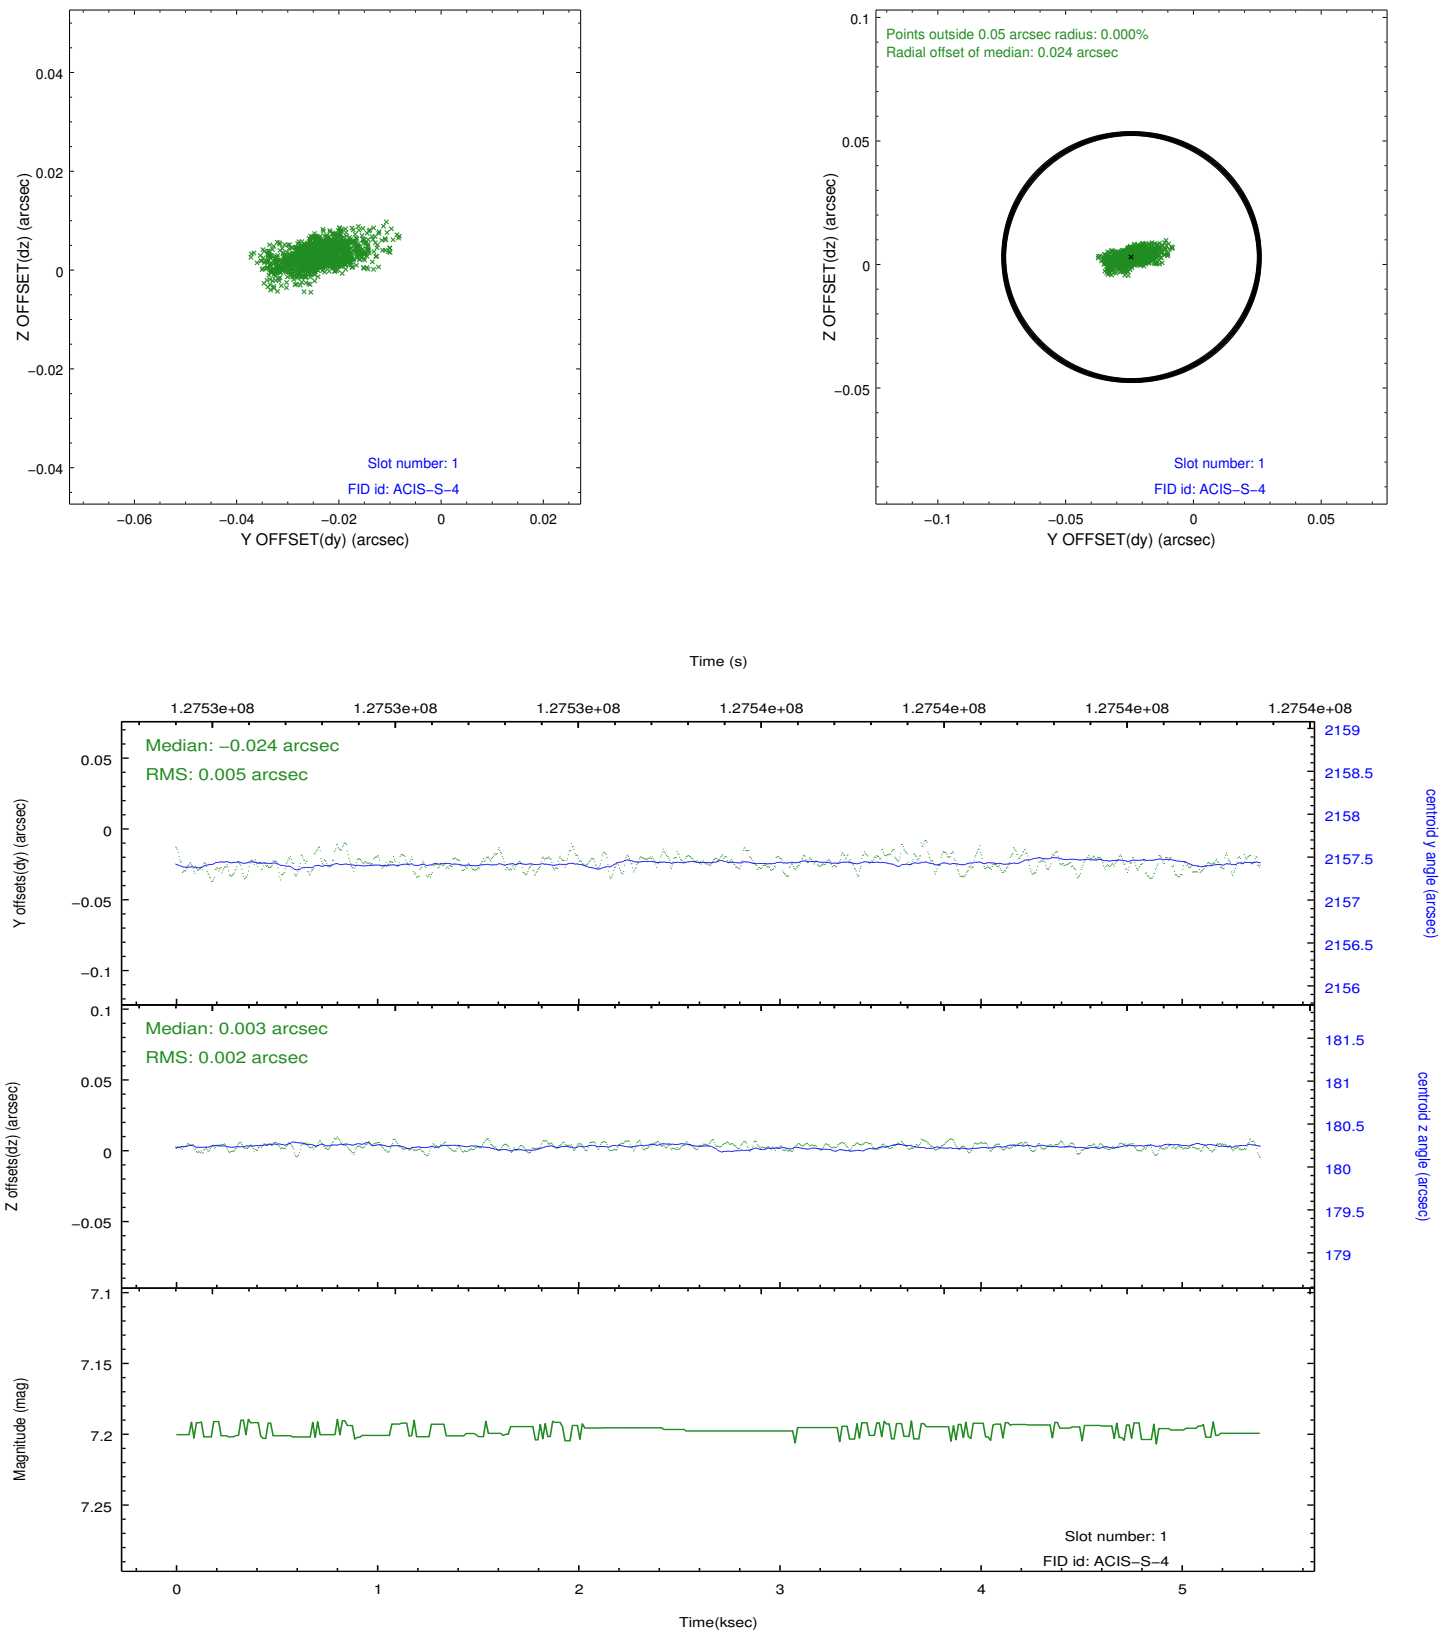 0.04
0.02
0
−0.02
−0.04
Z OFFSET(dz) (arcsec)
Slot number: 1
FID id: ACIS−S−4
−0.06
−0.04
−0.02
0
0.02
Y OFFSET(dy) (arcsec)
Points outside 0.05 arcsec radius: 0.000%
Radial offset of median: 0.024 arcsec
0.1
0.05
0
−0.05
Z OFFSET(dz) (arcsec)
Slot number: 1
FID id: ACIS−S−4
−0.1
−0.05
0
0.05
Y OFFSET(dy) (arcsec)
Time (s)
1.2753e+08
1.2753e+08
1.2753e+08
1.2754e+08
1.2754e+08
1.2754e+08
1.2754e+08
Median: −0.024 arcsec
RMS: 0.005 arcsec
0.05
0
−0.05
−0.1
Y offsets(dy) (arcsec)
2159
2158.5
2158
2157.5
2157
2156.5
2156
centroid y angle (arcsec)
Median: 0.003 arcsec
RMS: 0.002 arcsec
0.1
0.05
0
−0.05
Z offsets(dz) (arcsec)
181.5
181
180.5
180
179.5
179
centroid z angle (arcsec)
7.1
7.15
7.2
7.25
Magnitude (mag)
Slot number: 1
FID id: ACIS−S−4
0
1
2
3
4
5
Time(ksec)